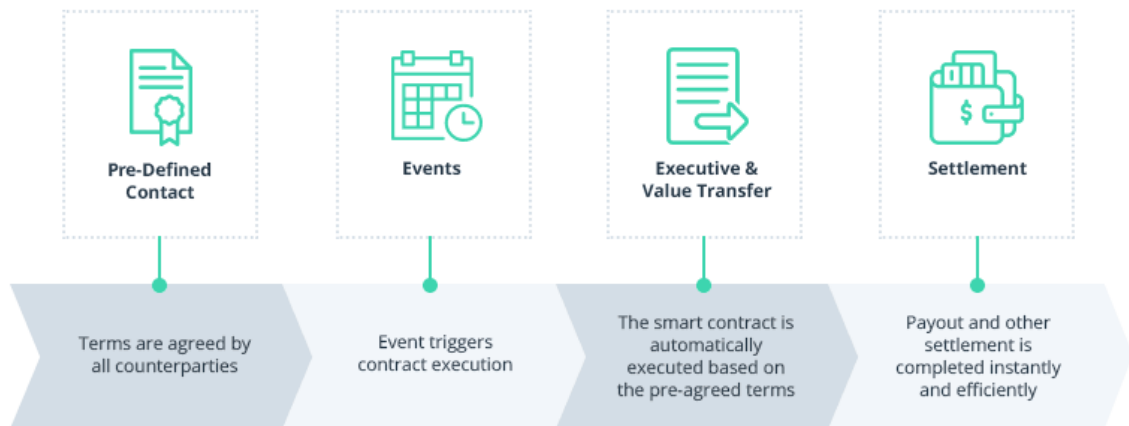 Pre-Defined
Contact
Events
Executive &
Value Transfer
Settlement
Terms are agreed by
all counterparties
Event triggers
contract execution
The smart contract is
automatically
executed based on
the pre-agreed terms
Payout and other
settlement is
completed instantly
and efficiently
$